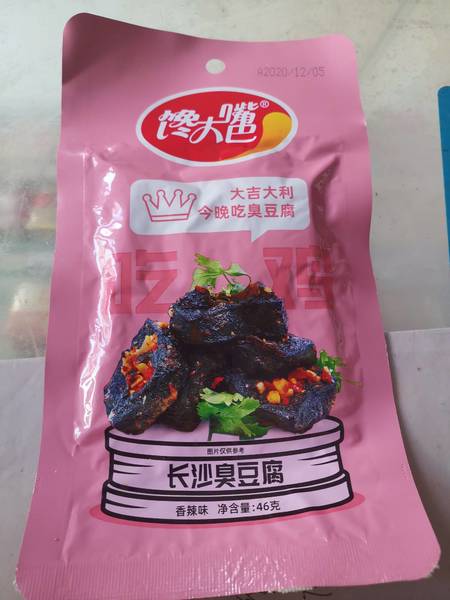 A2020/12/05
馋大嘴巴®
大吉大利
今晚吃臭豆腐
吃鸡
图片仅供参考
长沙臭豆腐
香辣味 净含量:46克